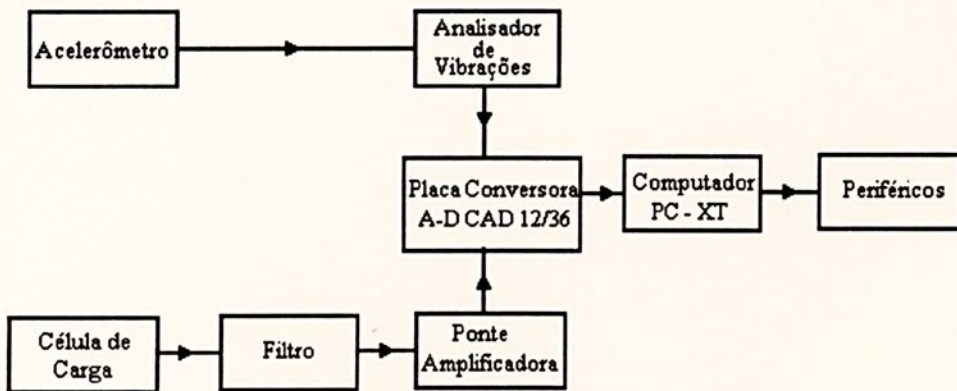 Acelerômetro
Analisador
de
Vibrações
Placa Conversora
A-D CAD 12/36
Computador
PC - XT
Periféricos
Célula de
Carga
Filtro
Ponte
Amplificadora